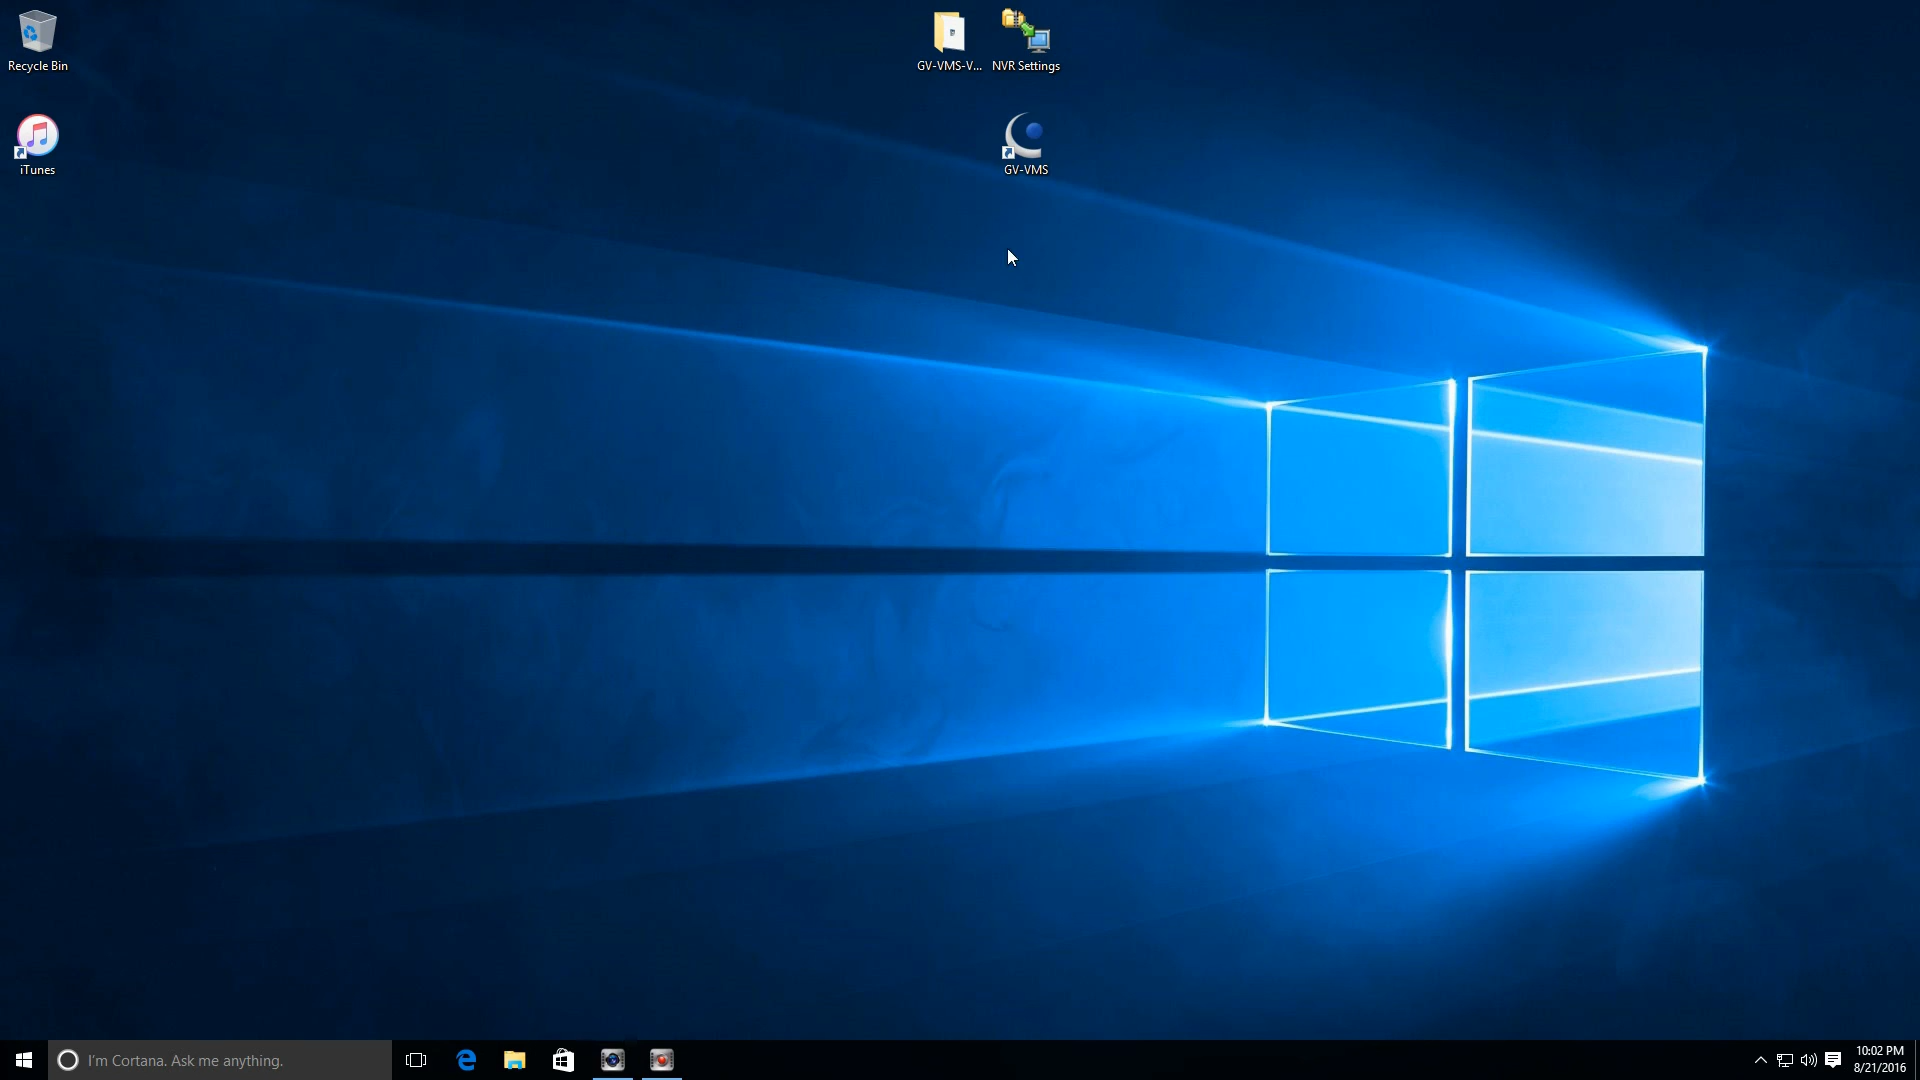 Recycle Bin
GV-VMS-V...
NVR Settings
iTunes
GV-VMS
I'm Cortana. Ask me anything.
10:02 PM
8/21/2016